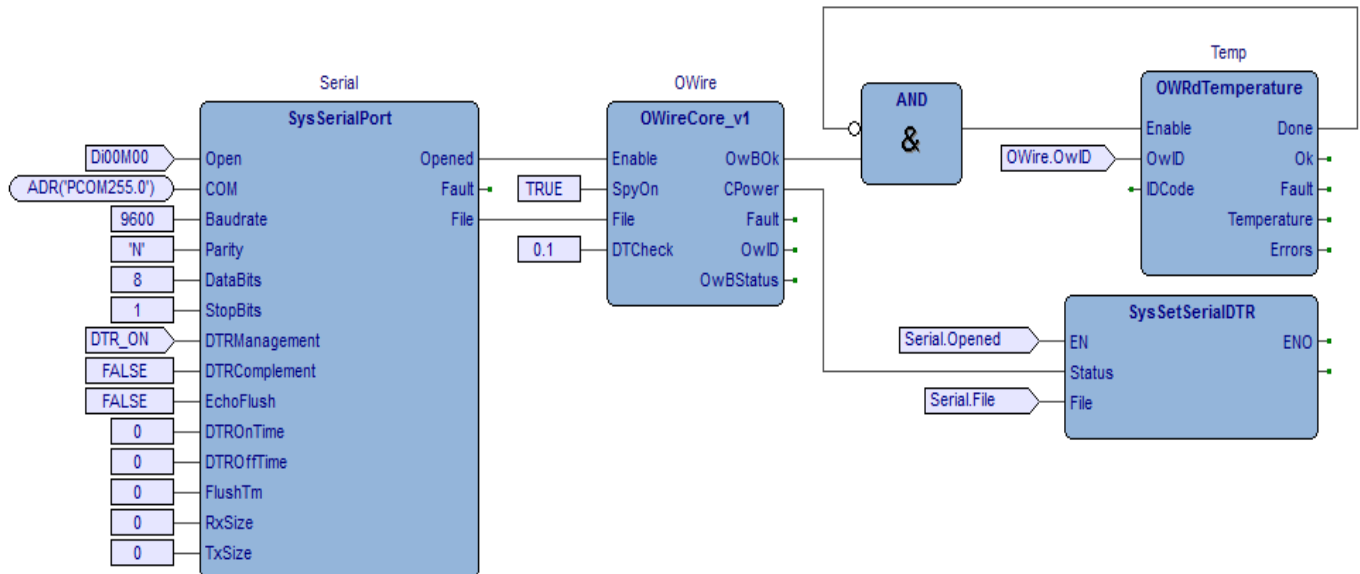 Serial
SysSerialPort
Di00M00
Open
Opened
ADR('PCOM255.0')
COM
Fault
9600
Baudrate
File
'N'
Parity
8
DataBits
1
StopBits
DTR_ON
DTRManagement
FALSE
DTRComplement
FALSE
EchoFlush
0
DTROnTime
0
DTROffTime
0
FlushTm
0
RxSize
0
TxSize
OWire
OWireCore_v1
Enable
OwBOk
TRUE
SpyOn
CPower
File
Fault
0.1
DTCheck
OwID
OwBStatus
AND
&
Temp
OWRdTemperature
Enable
Done
OWire.OwID
OwID
Ok
IDCode
Fault
Temperature
Errors
SysSetSerialDTR
Serial.Opened
EN
ENO
Status
Serial.File
File